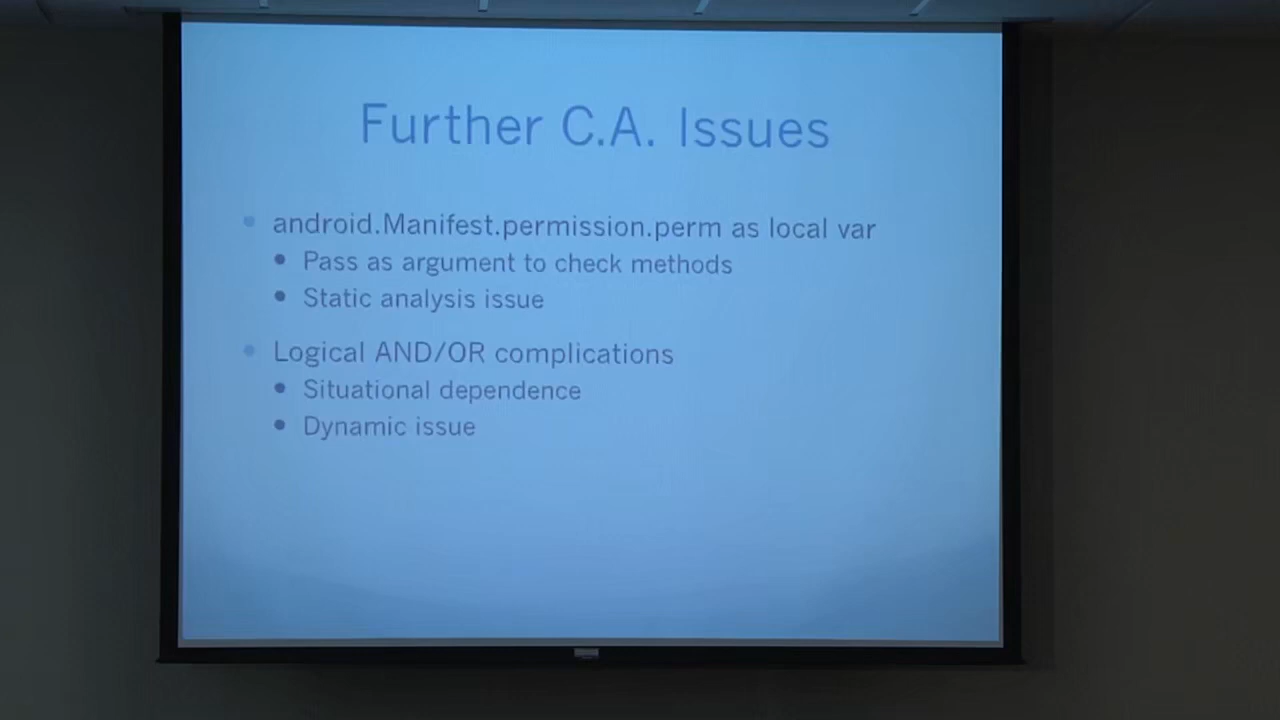 Further C.A. Issues
• android.Manifest.permission.perm as local var
• Pass as argument to check methods
• Static analysis issue
• Logical AND/OR complications
• Situational dependence
• Dynamic issue